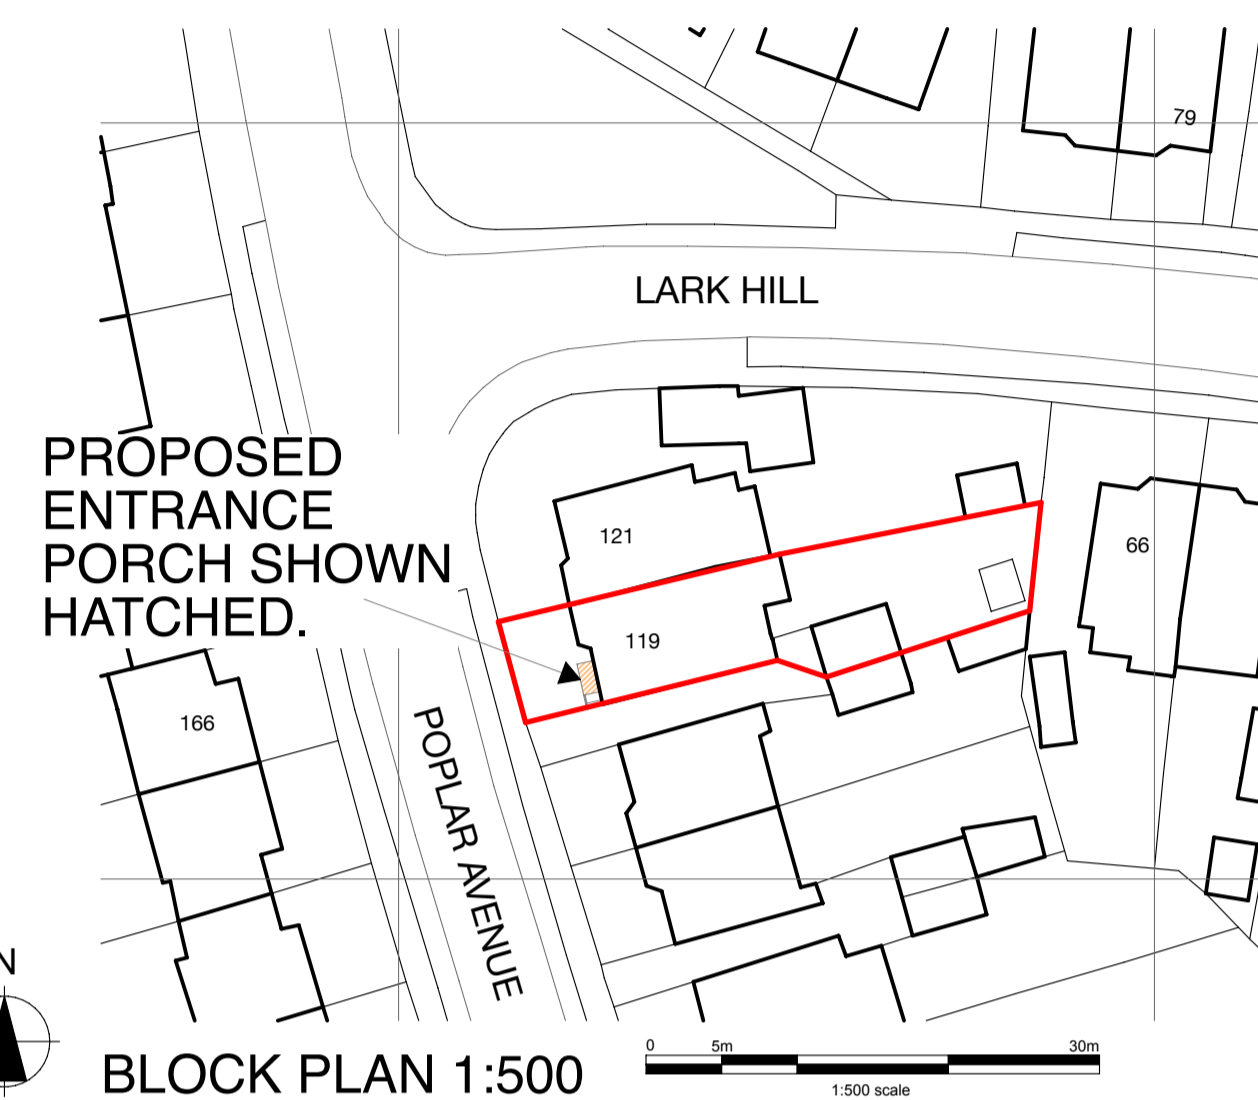 79
LARK HILL
PROPOSED
ENTRANCE
PORCH SHOWN
HATCHED.
121
66
119
166
POPLAR AVENUE
N
BLOCK PLAN 1:500
0 5m 30m
1:500 scale